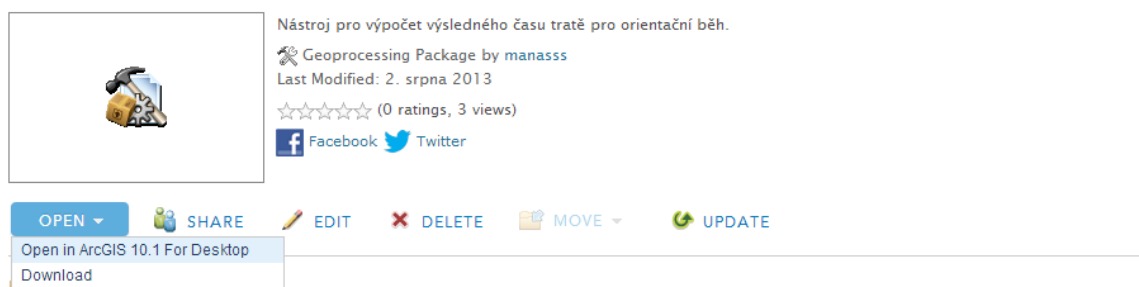 Nástroj pro výpočet výsledného času tratě pro orientační běh.
Geoprocessing Package by manasss
Last Modified: 2. srpna 2013
(0 ratings, 3 views)
Facebook Twitter
OPEN SHARE EDIT DELETE MOVE UPDATE
Open in ArcGIS 10.1 For Desktop
Download